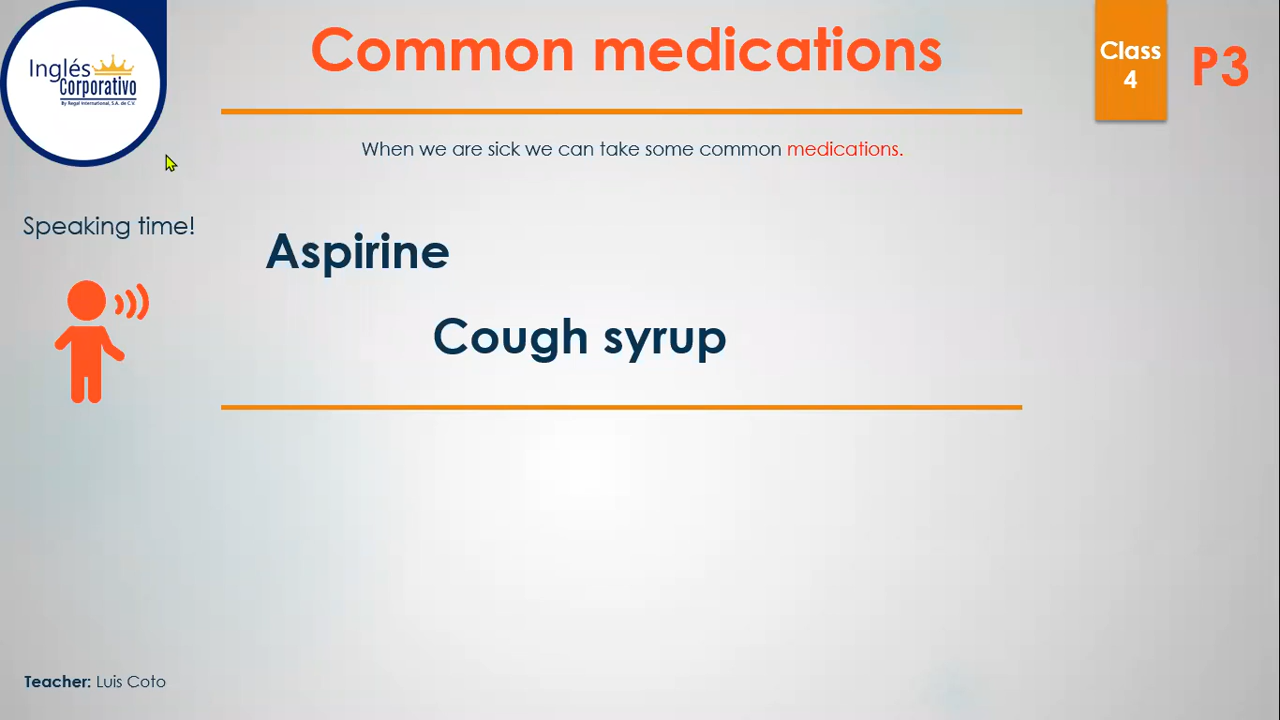 Inglés
Corporativo
By Regal International, S.A. de C.V.
Common medications
Class
4
P3
When we are sick we can take some common medications.
Speaking time!
Aspirine
Cough syrup
Teacher: Luis Coto